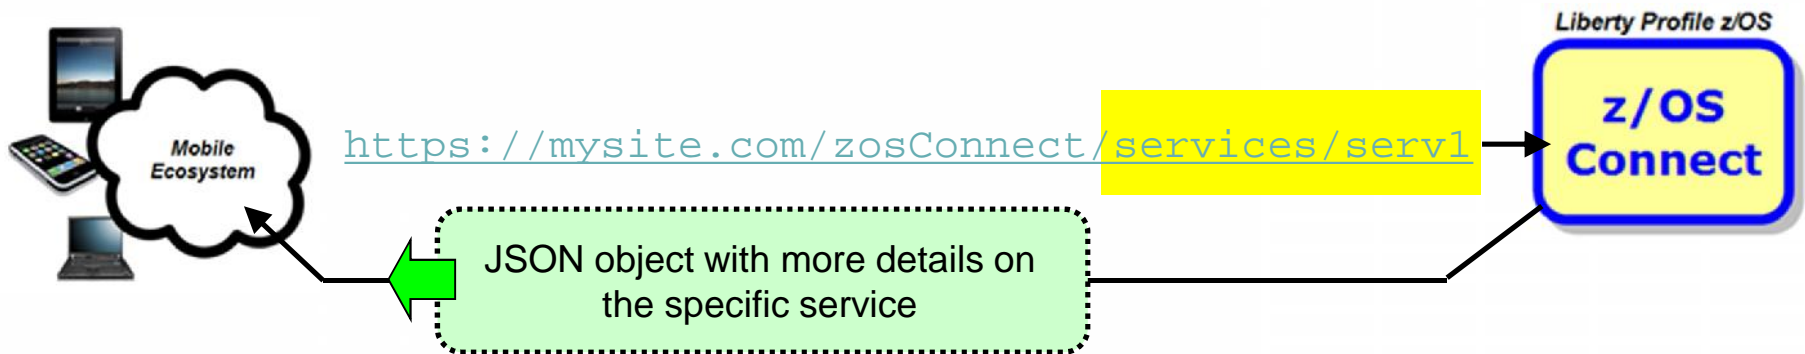 Liberty Profile z/OS
Mobile
Ecosystem
https://mysite.com/zosConnect/services/serv1
z/OS
Connect
JSON object with more details on
the specific service